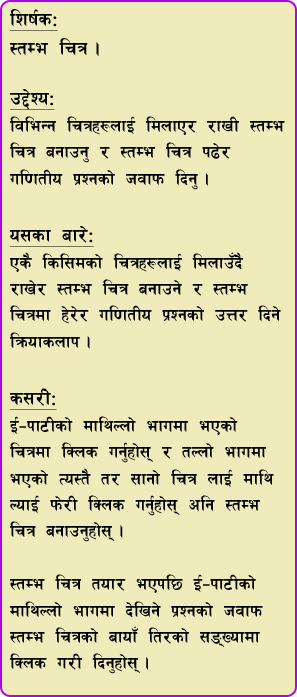 शिर्षक:
स्तम्भ चित्र ।
उद्देश्य:
विभिन्न चित्रहरूलाई मिलाएर राखी स्तम्भ
चित्र बनाउनु र स्तम्भ चित्र पढेर
गणितीय प्रश्नको जवाफ दिनु ।
यसका बारे:
एकै किसिमको चित्रहरूलाई मिलाउँदै
राखेर स्तम्भ चित्र बनाउने र स्तम्भ
चित्रमा हेरेर गणितीय प्रश्नको उत्तर दिने
क्रियाकलाप ।
कसरी:
ई-पाटीको माथिल्लो भागमा भएको
चित्रमा क्लिक गर्नुहोस् र तल्लो भागमा
भएको त्यस्तै तर सानो चित्र लाई माथि
ल्याई फेरी क्लिक गर्नुहोस् अनि स्तम्भ
चित्र बनाउनुहोस् ।
स्तम्भ चित्र तयार भएपछि ई-पाटीको
माथिल्लो भागमा देखिने प्रश्नको जवाफ
स्तम्भ चित्रको बायाँ तिरको सङ्ख्यामा
क्लिक गरी दिनुहोस् ।